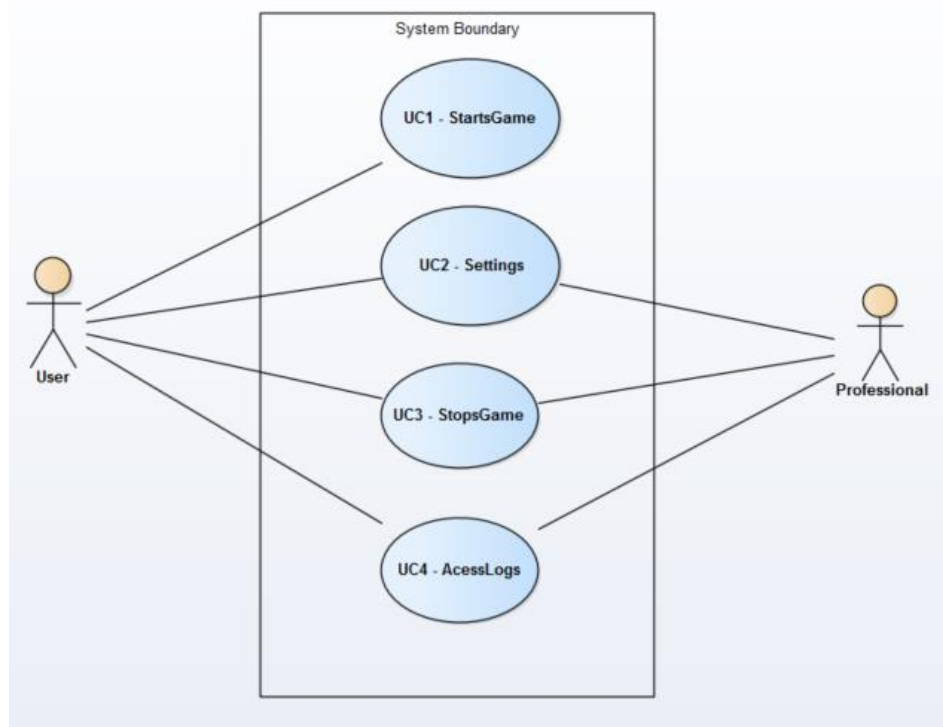 System Boundary
UC1 - StartsGame
UC2 - Settings
User
Professional
UC3 - StopsGame
UC4 - AcessLogs